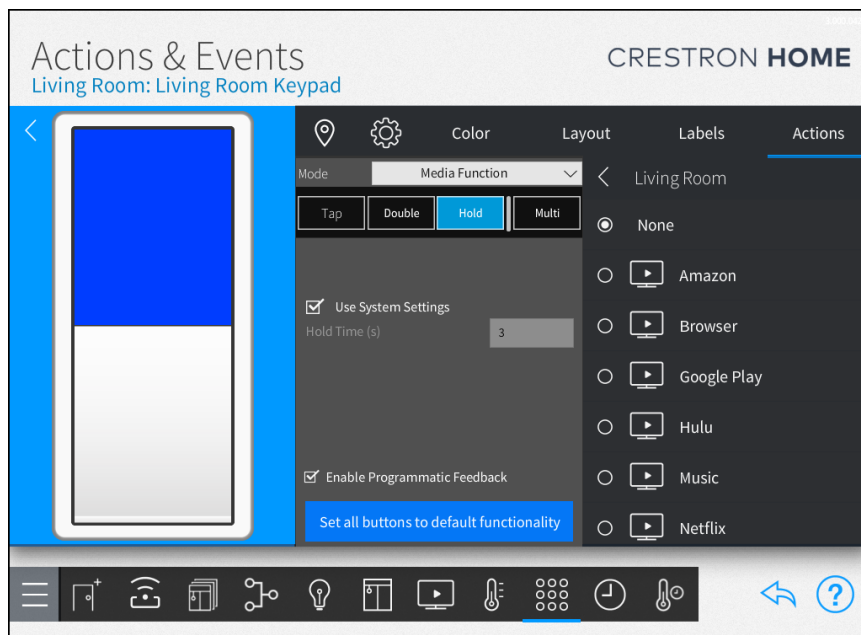 Actions & Events
CRESTRON HOME
Living Room: Living Room Keypad
Color
Layout
Labels
Actions
Mode
Media Function
Living Room
Tap
Double
Hold
Multi
None
Amazon
Use System Settings
Hold Time (s)
3
Browser
Google Play
Hulu
Enable Programmatic Feedback
Music
Set all buttons to default functionality
Netflix
?